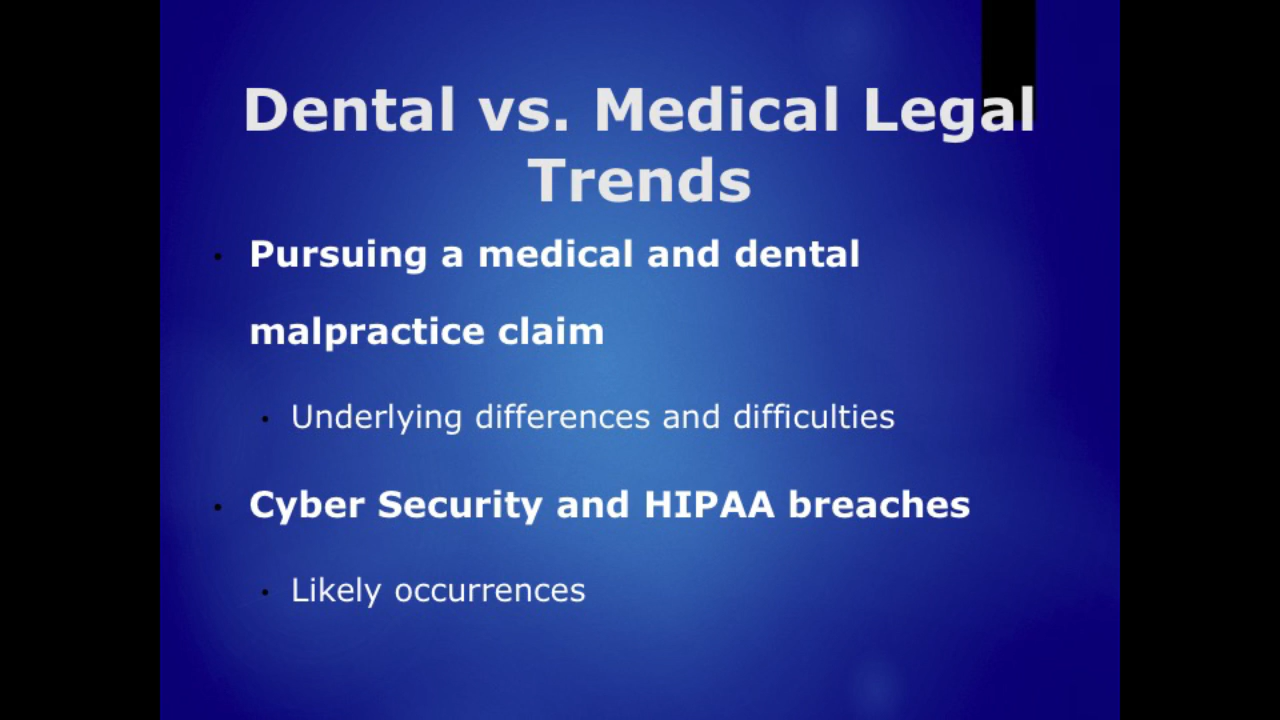 Dental vs. Medical Legal
Trends
• Pursuing a medical and dental
malpractice claim
• Underlying differences and difficulties
• Cyber Security and HIPAA breaches
• Likely occurrences